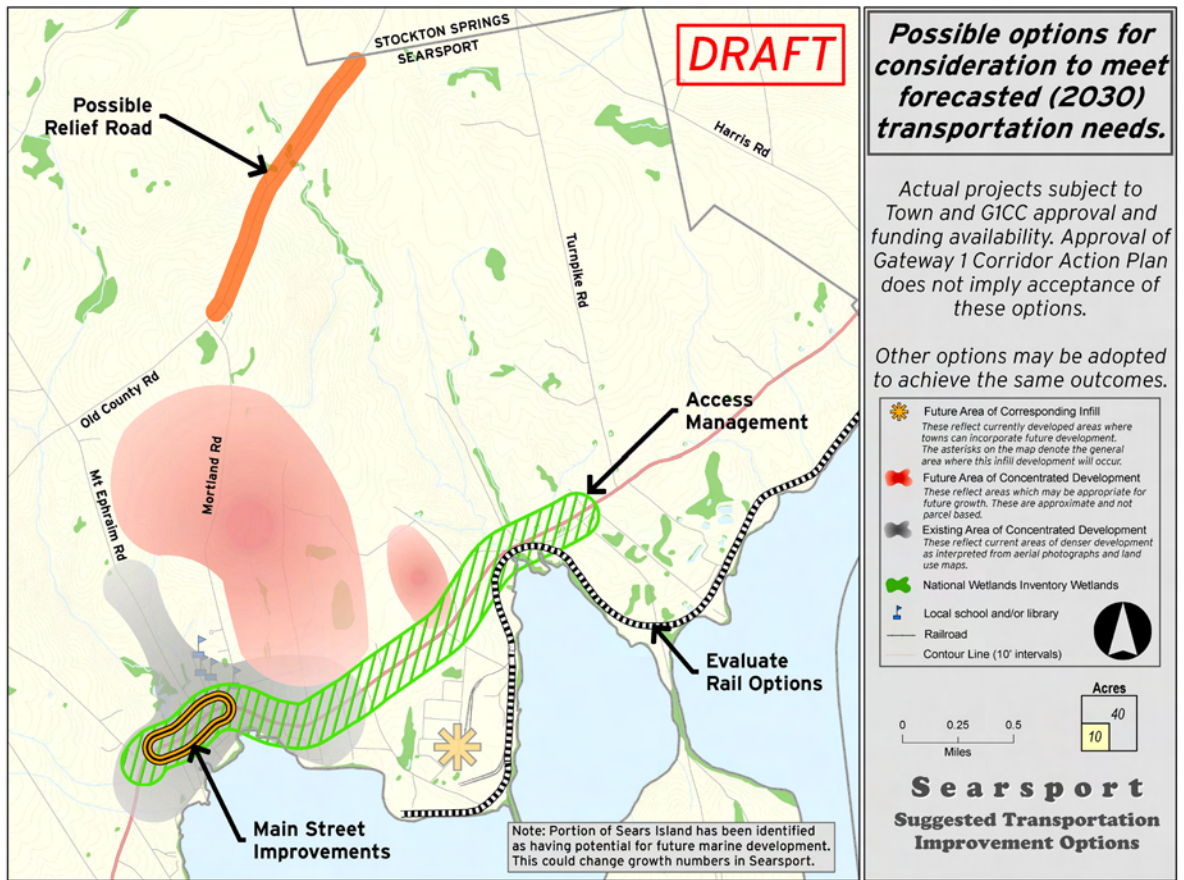 STOCKTON SPRINGS
SEARSPORT
DRAFT
Possible
Relief Road
Harris Rd
Turnpike Rd
Old County Rd
Mortland Rd
Mt Ephraim Rd
Access
Management
Evaluate
Rail Options
Main Street
Improvements
Note: Portion of Sears Island has been identified
as having potential for future marine development.
This could change growth numbers in Searsport.
Possible options for
consideration to meet
forecasted (2030)
transportation needs.
Actual projects subject to
Town and G1CC approval and
funding availability. Approval of
Gateway 1 Corridor Action Plan
does not imply acceptance of
these options.
Other options may be adopted
to achieve the same outcomes.
Future Area of Corresponding Infill
These reflect currently developed areas where
towns can incorporate future development.
The asterisks on the map denote the general
area where this infill development will occur.
Future Area of Concentrated Development
These reflect areas which may be appropriate for
future growth. These are approximate and not
parcel based.
Existing Area of Concentrated Development
These reflect current areas of denser development
as interpreted from aerial photographs and land
use maps.
National Wetlands Inventory Wetlands
Local school and/or library
Railroad
Contour Line (10' intervals)
Acres
40
10
0 0.25 0.5
Miles
Searsport
Suggested Transportation
Improvement Options